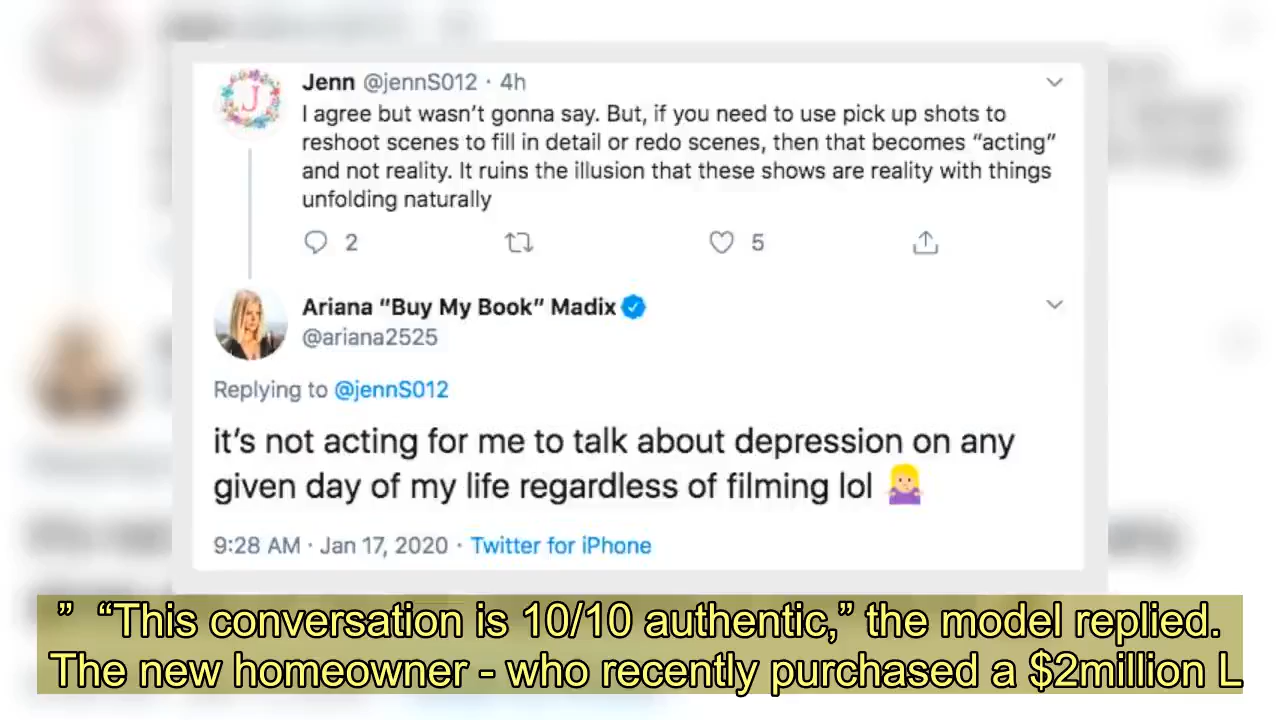 Jenn @jennS012 · 4h
I agree but wasn't gonna say. But, if you need to use pick up shots to
reshoot scenes to fill in detail or redo scenes, then that becomes “acting”
and not reality. It ruins the illusion that these shows are reality with things
unfolding naturally
2 5
Ariana “Buy My Book” Madix
@ariana2525
Replying to @jennS012
it's not acting for me to talk about depression on any
given day of my life regardless of filming lol 🤷🏼‍♀️
9:28 AM · Jan 17, 2020 · Twitter for iPhone
” “This conversation is 10/10 authentic,” the model replied.
The new homeowner - who recently purchased a $2million L